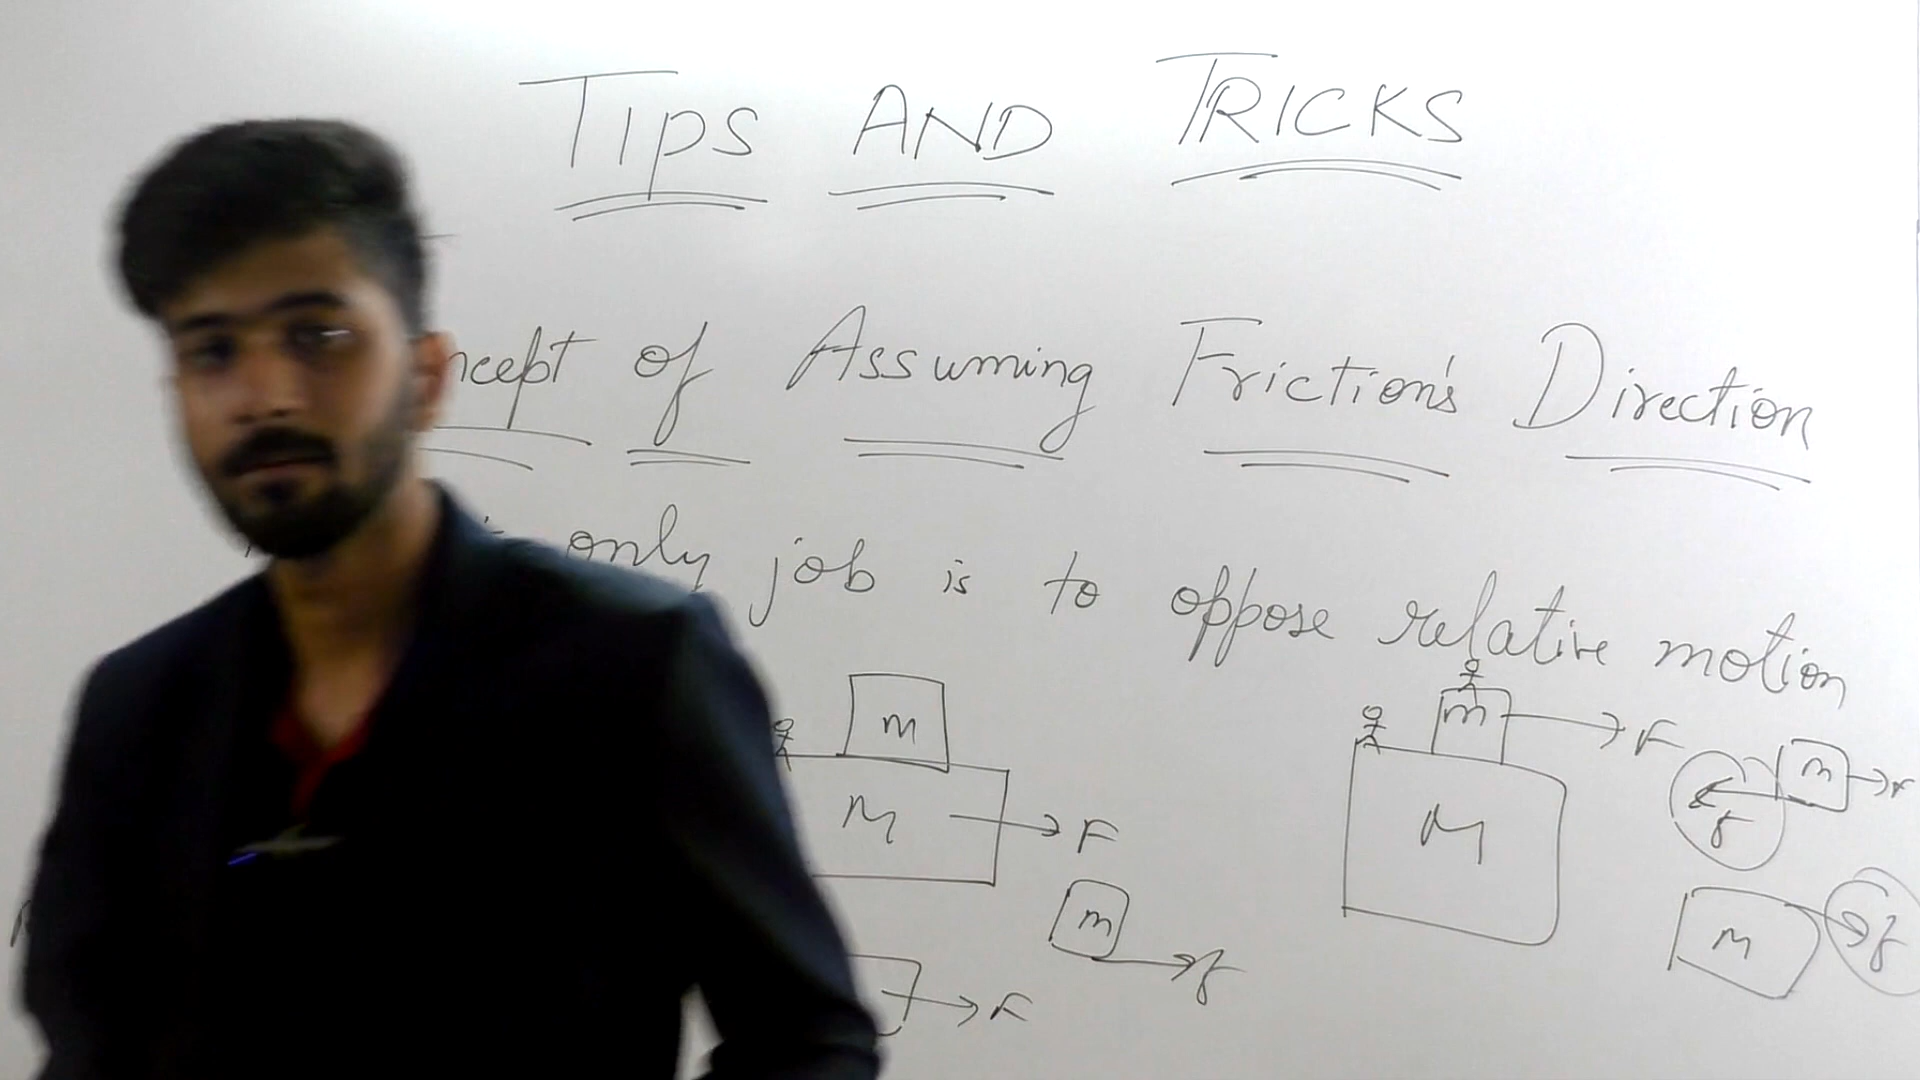 TIPS AND TRICKS
ncept of Assuming Friction's Direction
only job is to oppose relative motion
m
M
F
m
f
F
m
F
M
m
F
f
M
f